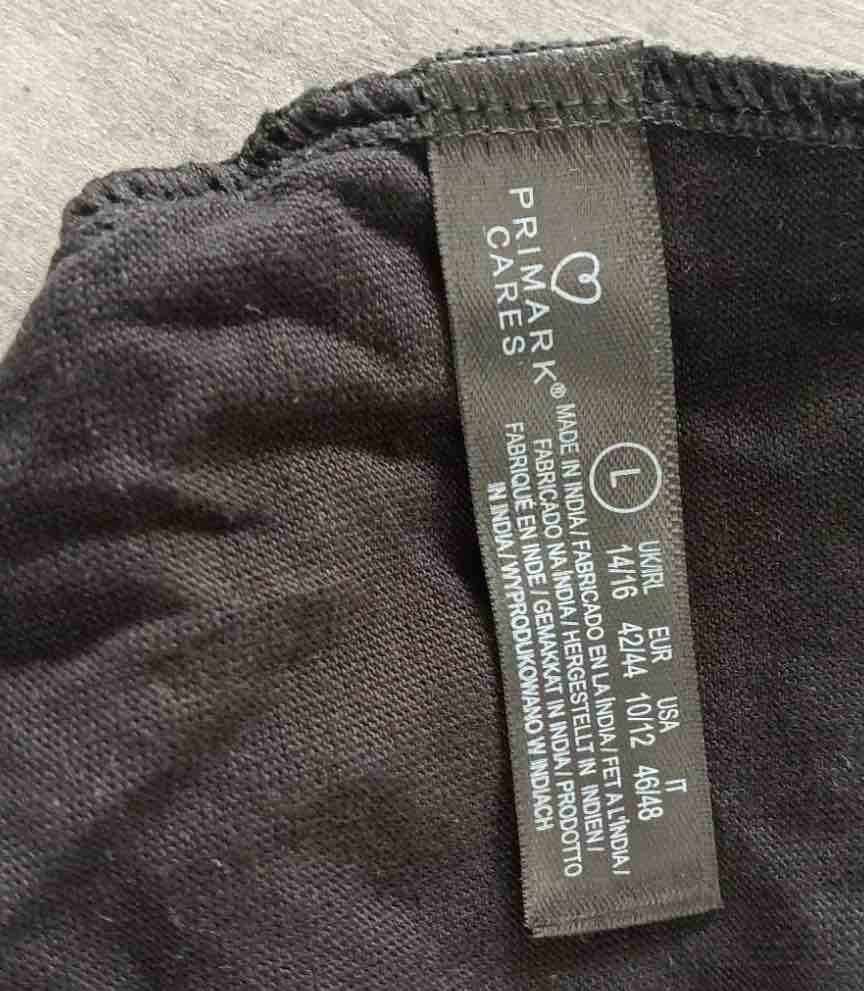 PRIMARK®
CARES
L
UK/IRL EUR USA IT
14/16 42/44 10/12 46/48
MADE IN INDIA / FABRICADO EN LA ÍNDIA / FET A L'ÍNDIA /
FABRICADO NA ÍNDIA / HERGESTELLT IN INDIEN /
FABRIQUÉ EN INDE / GEMAKKAT IN INDIA / PRODOTTO
IN INDIA / WYPRODUKOWANO W INDIACH